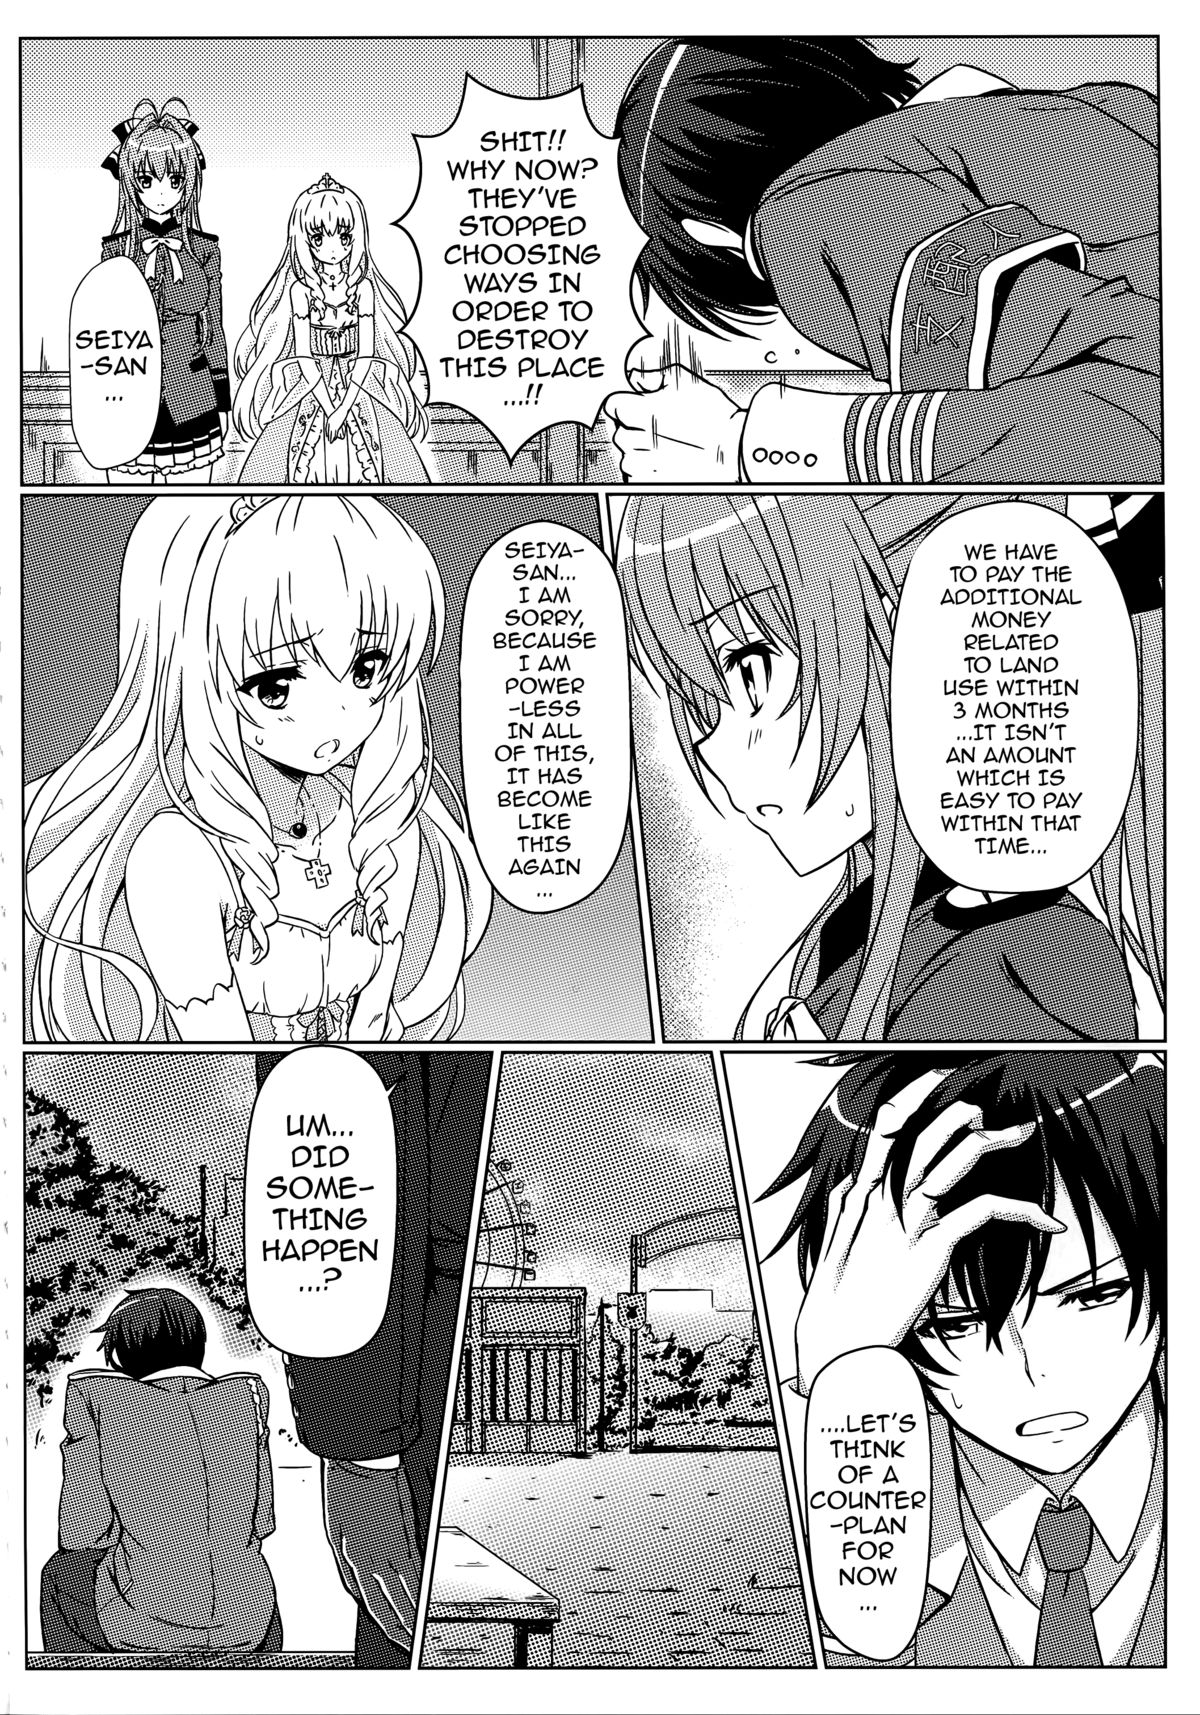 SHIT!!
WHY NOW?
THEY'VE
STOPPED
CHOOSING
WAYS IN
ORDER TO
DESTROY
THIS PLACE
...!!
SEIYA
-SAN
...
WE HAVE
TO PAY THE
ADDITIONAL
MONEY
RELATED
TO LAND
USE WITHIN
3 MONTHS
...IT ISN'T
AN AMOUNT
WHICH IS
EASY TO PAY
WITHIN THAT
TIME...
SEIYA-
SAN...
I AM
SORRY,
BECAUSE
I AM
POWER
-LESS
IN ALL
OF THIS,
IT HAS
BECOME
LIKE
THIS
AGAIN
...
....LET'S
THINK
OF A
COUNTER
-PLAN
FOR
NOW
...
UM...
DID
SOME-
THING
HAPPEN
...?